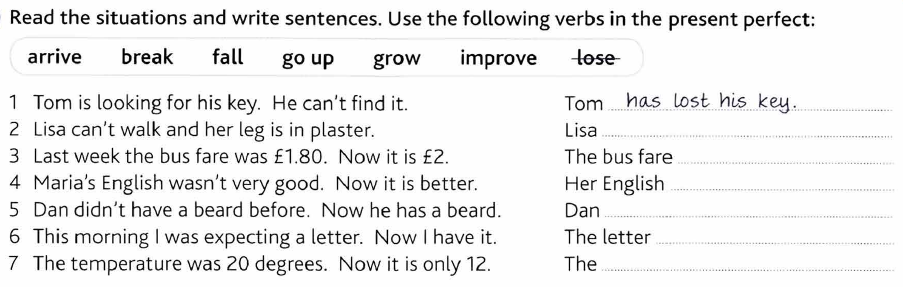 Read the situations and write sentences. Use the following verbs in the present perfect:
arrive break fall go up grow improve lose
1 Tom is looking for his key. He can't find it. Tom has lost his key.
2 Lisa can't walk and her leg is in plaster. Lisa
3 Last week the bus fare was £1.80. Now it is £2. The bus fare
4 Maria's English wasn't very good. Now it is better. Her English
5 Dan didn't have a beard before. Now he has a beard. Dan
6 This morning I was expecting a letter. Now I have it. The letter
7 The temperature was 20 degrees. Now it is only 12. The